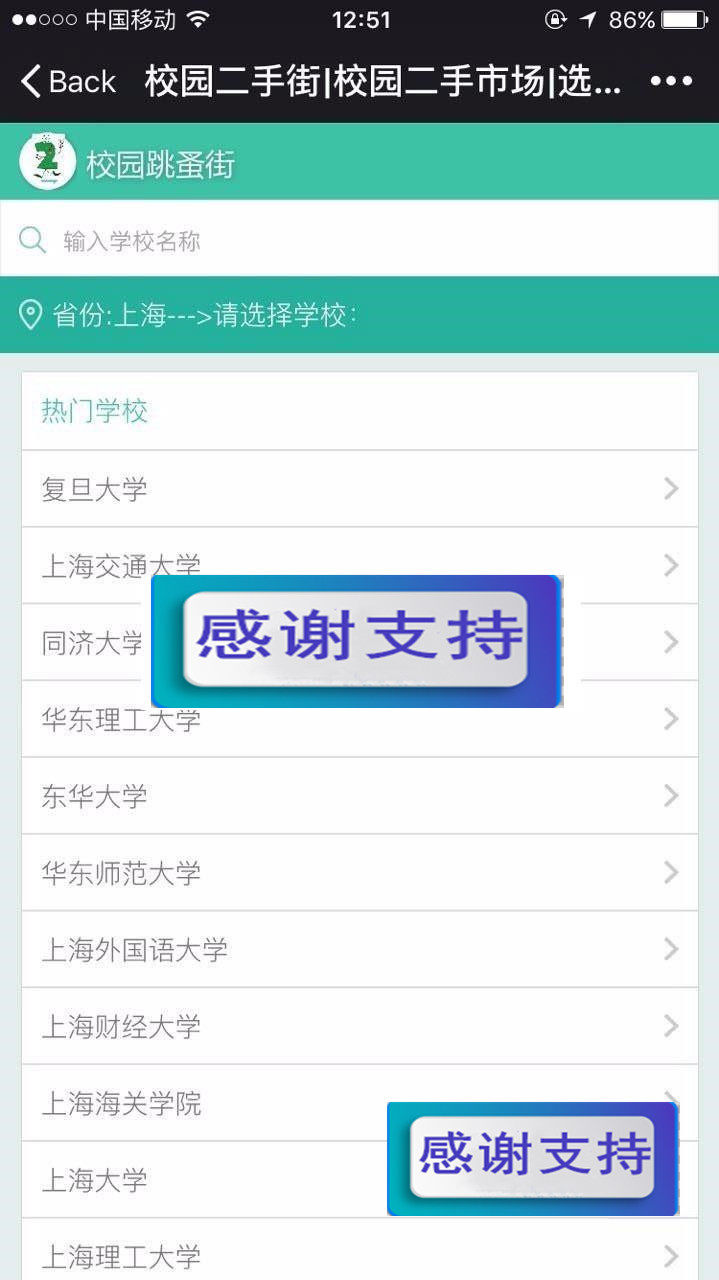 中国移动 12:51 86%
Back 校园二手街|校园二手市场|选...
校园跳蚤街
输入学校名称
省份:上海--->请选择学校:
热门学校
复旦大学
上海交通大学
感谢支持
同济大学
华东理工大学
东华大学
华东师范大学
上海外国语大学
上海财经大学
上海海关学院
感谢支持
上海大学
上海理工大学